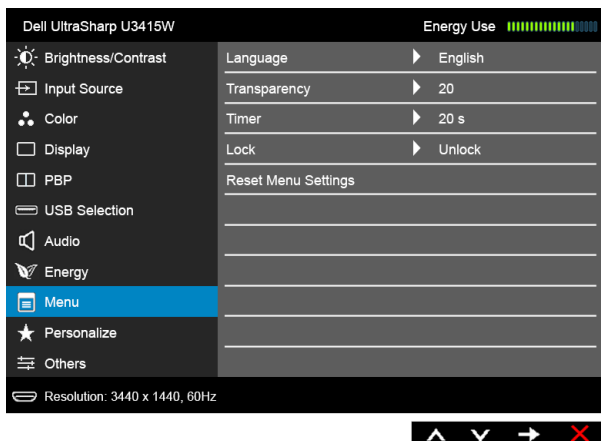 Dell UltraSharp U3415W
Energy Use
Brightness/Contrast
Language English
Input Source
Transparency 20
Color
Timer 20 s
Display
Lock Unlock
PBP
Reset Menu Settings
USB Selection
Audio
Energy
Menu
Personalize
Others
Resolution: 3440 x 1440, 60Hz